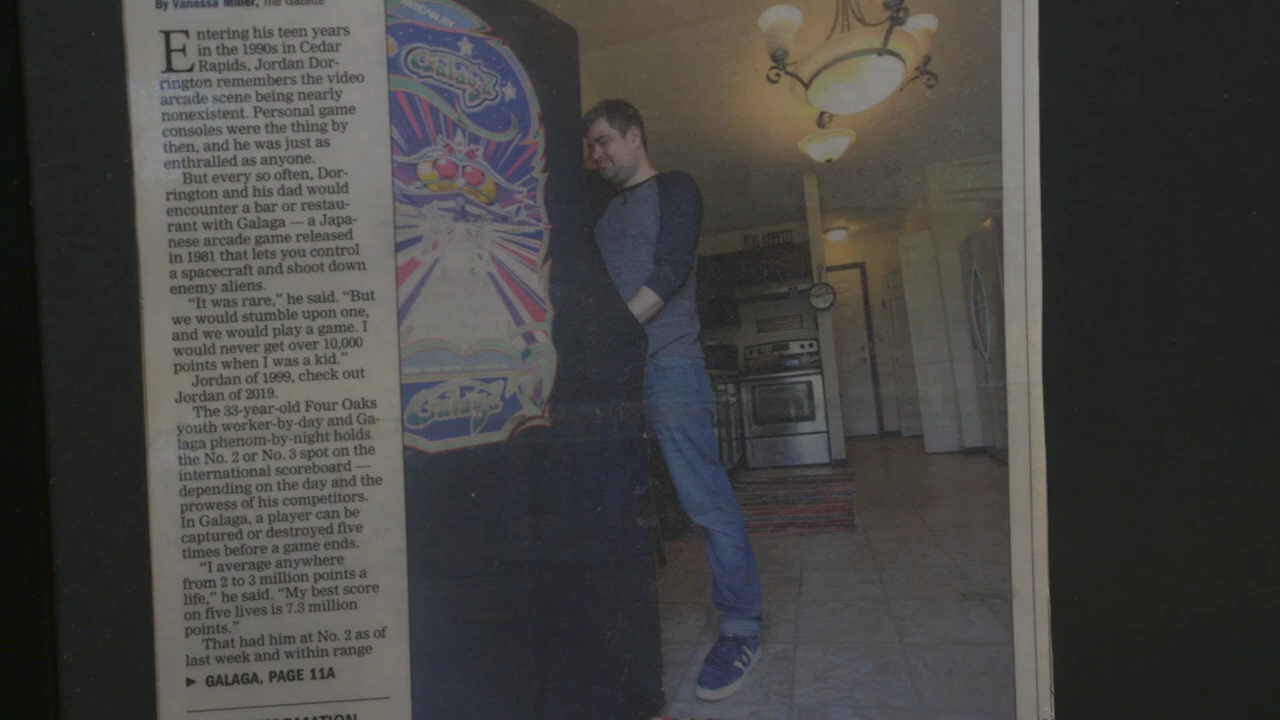 By Vanessa Miller, The Gazette
Entering his teen years
in the 1990s in Cedar
Rapids, Jordan Dor-
rington remembers the video
arcade scene being nearly
nonexistent. Personal game
consoles were the thing by
then, and he was just as
enthralled as anyone.
But every so often, Dor-
rington and his dad would
encounter a bar or restau-
rant with Galaga — a Japa-
nese arcade game released
in 1981 that lets you control
a spacecraft and shoot down
enemy aliens.
“It was rare,” he said. “But
we would stumble upon one,
and we would play a game. I
would never get over 10,000
points when I was a kid.”
Jordan of 1999, check out
Jordan of 2019.
The 33-year-old Four Oaks
youth worker-by-day and Ga-
laga phenom-by-night holds
the No. 2 or No. 3 spot on the
international scoreboard —
depending on the day and the
prowess of his competitors.
In Galaga, a player can be
captured or destroyed five
times before a game ends.
“I average anywhere
from 2 to 3 million points a
life,” he said. “My best score
on five lives is 7.3 million
points.”
That had him at No. 2 as of
last week and within range
► GALAGA, PAGE 11A
Galaga
Galaga